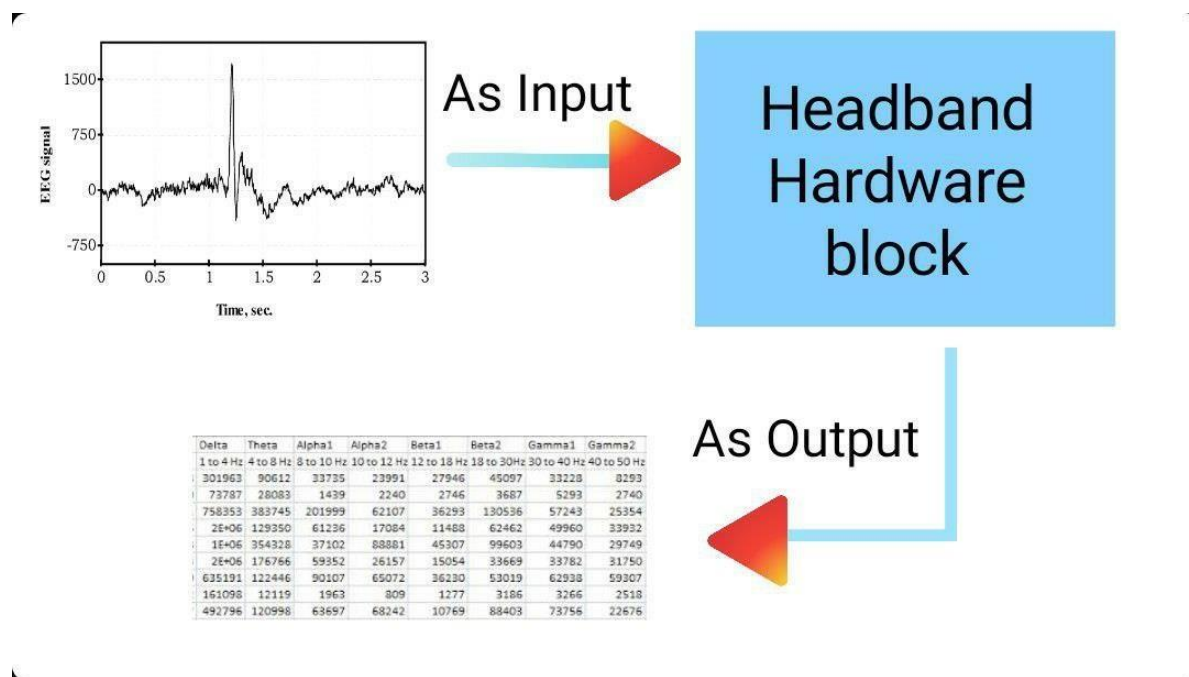 1500
750
0
-750
EEG signal
0 0.5 1 1.5 2 2.5 3
Time, sec.
As Input
Headband
Hardware
block
As Output
Delta Theta Alpha1 Alpha2 Beta1 Beta2 Gamma1 Gamma2
1 to 4 Hz 4 to 8 Hz 8 to 10 Hz 10 to 12 Hz 12 to 18 Hz 18 to 30Hz 30 to 40 Hz 40 to 50 Hz
301963 90612 33735 23991 27946 45097 33228 8293
73787 28083 1439 2240 2746 3687 5293 2740
758353 383745 201999 62107 36293 130536 57243 25354
2E+06 129350 61236 17084 11488 62462 49960 33932
1E+06 354328 37102 88881 45307 99603 44790 29749
2E+06 176766 59352 26157 15054 33669 33782 31750
635191 122446 90107 65072 36230 53019 62938 59307
161098 12119 1963 809 1277 3186 3266 2518
492796 120998 63697 68242 10769 88403 73756 22676